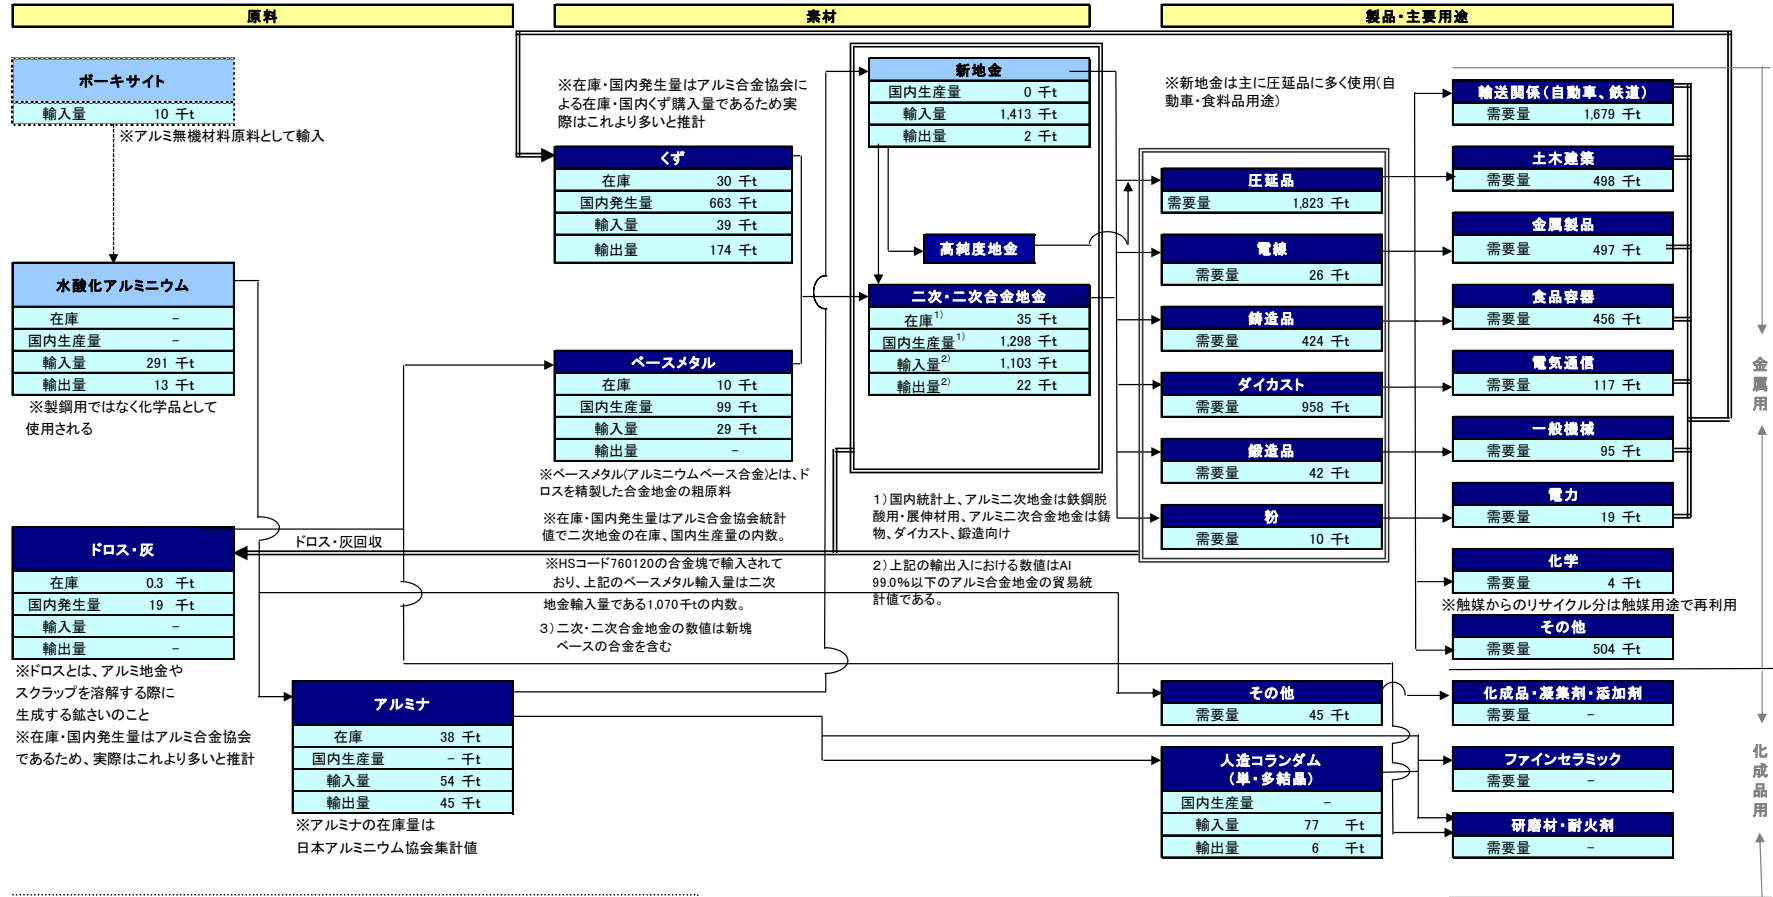 原料
素材
製品・主要用途
ボーキサイト
輸入量 10 千t
※アルミ無機材料原料として輸入
水酸化アルミニウム
在庫 −
国内生産量 −
輸入量 291 千t
輸出量 13 千t
※製鋼用ではなく化学品として
使用される
ドロス・灰
在庫 0.3 千t
国内発生量 19 千t
輸入量 −
輸出量 −
※ドロスとは、アルミ地金や
スクラップを溶解する際に
生成する鉱さいのこと
※在庫・国内発生量はアルミ合金協会
であるため、実際はこれより多いと推計
アルミナ
在庫 38 千t
国内生産量 − 千t
輸入量 54 千t
輸出量 45 千t
※アルミナの在庫量は
日本アルミニウム協会集計値
ドロス・灰回収
※在庫・国内発生量はアルミ合金協会に
よる在庫・国内くず購入量であるため実
際はこれより多いと推計
くず
在庫 30 千t
国内発生量 663 千t
輸入量 39 千t
輸出量 174 千t
ベースメタル
在庫 10 千t
国内生産量 99 千t
輸入量 29 千t
輸出量 −
※ベースメタル(アルミニウムベース合金)とは、ド
ロスを精製した合金地金の粗原料
※在庫・国内発生量はアルミ合金協会統計
値で二次地金の在庫、国内生産量の内数。
※HSコード760120の合金塊で輸入されて
おり、上記のベースメタル輸入量は二次
地金輸入量である1,070千tの内数。
3）二次・二次合金地金の数値は新塊
ベースの合金を含む
新地金
国内生産量 0 千t
輸入量 1,413 千t
輸出量 2 千t
高純度地金
二次・二次合金地金
在庫1) 35 千t
国内生産量1) 1,298 千t
輸入量2) 1,103 千t
輸出量2) 22 千t
1）国内統計上、アルミ二次地金は鉄鋼脱
酸用・展伸材用、アルミ二次合金地金は鋳
物、ダイカスト、鍛造向け
2）上記の輸出入における数値はAl
99.0%以下のアルミ合金地金の貿易統
計値である。
※新地金は主に圧延品に多く使用(自
動車・食料品用途)
圧延品
需要量 1,823 千t
電線
需要量 26 千t
鋳造品
需要量 424 千t
ダイカスト
需要量 958 千t
鍛造品
需要量 42 千t
粉
需要量 10 千t
その他
需要量 45 千t
人造コランダム
(単・多結晶)
国内生産量 −
輸入量 77 千t
輸出量 6 千t
輸送関係(自動車、鉄道)
需要量 1,679 千t
土木建築
需要量 498 千t
金属製品
需要量 497 千t
食品容器
需要量 456 千t
電気通信
需要量 117 千t
一般機械
需要量 95 千t
電力
需要量 19 千t
化学
需要量 4 千t
※触媒からのリサイクル分は触媒用途で再利用
その他
需要量 504 千t
化成品・凝集剤・添加剤
需要量 −
ファインセラミック
需要量 −
研磨材・耐火剤
需要量 −
金属用
化成品用